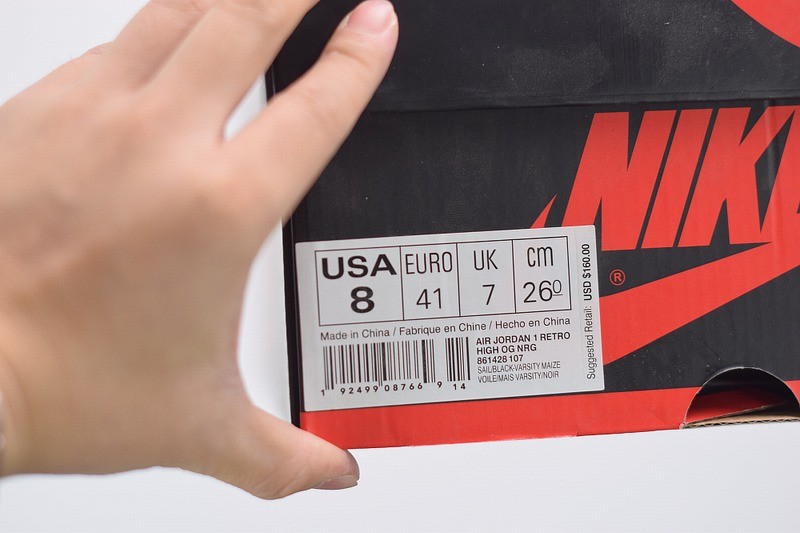 NIKE
®
USA EURO UK cm
8 41 7 26.0
Made in China / Fabrique en Chine / Hecho en China
AIR JORDAN 1 RETRO
HIGH OG NRG
861428 107
SAIL/BLACK-VARSITY MAIZE
VOILE/MAIS VARSITY/NOIR
1 92499 08766 9 14
Suggested Retail: USD $160.00